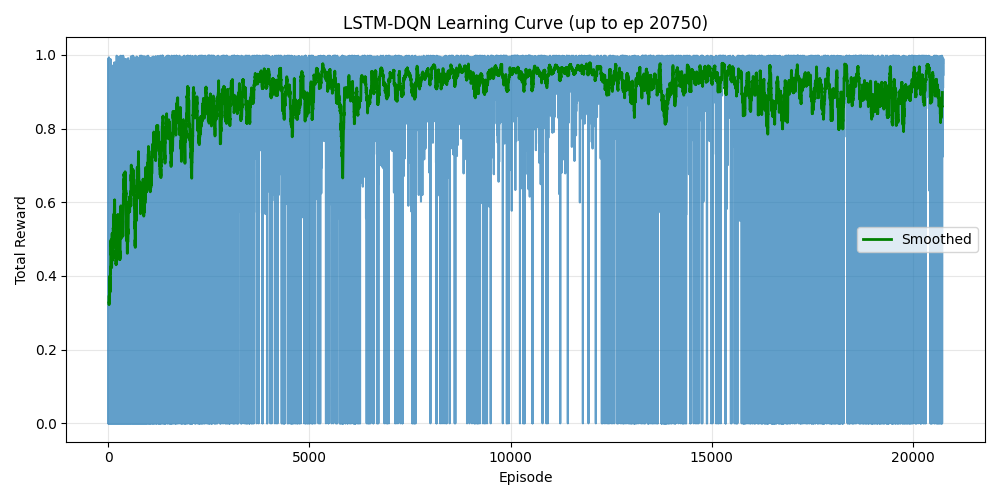 LSTM-DQN Learning Curve (up to ep 20750)
1.0
0.8
0.6
0.4
0.2
0.0
Total Reward
Smoothed
0 5000 10000 15000 20000
Episode